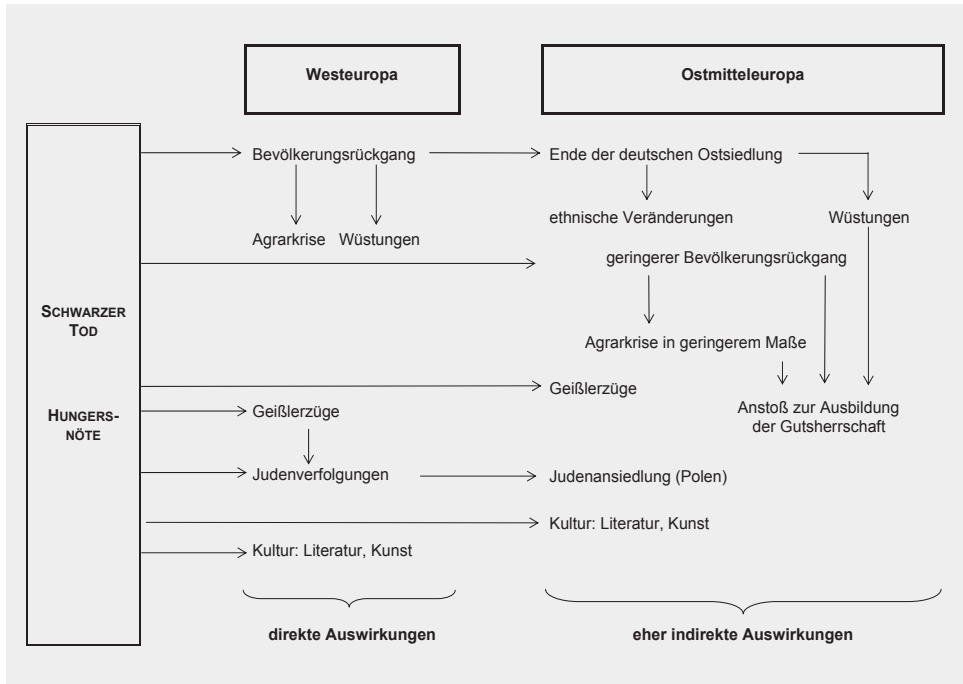 Westeuropa
Ostmitteleuropa
Bevölkerungsrückgang
Ende der deutschen Ostsiedlung
ethnische Veränderungen
Wüstungen
Agrarkrise
Wüstungen
geringerer Bevölkerungsrückgang
SCHWARZER
TOD
Agrarkrise in geringerem Maße
Geißlerzüge
HUNGERS-
NÖTE
Geißlerzüge
Anstoß zur Ausbildung
der Gutsherrschaft
Judenverfolgungen
Judenansiedlung (Polen)
Kultur: Literatur, Kunst
Kultur: Literatur, Kunst
direkte Auswirkungen
eher indirekte Auswirkungen